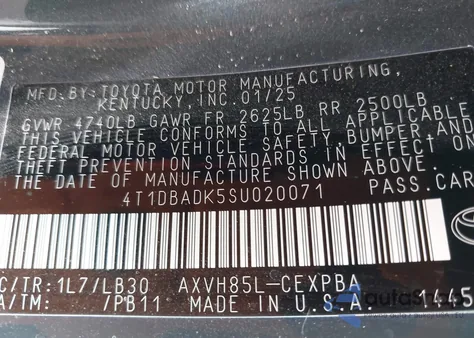 MFD.BY:TOYOTA MOTOR MANUFACTURING,
KENTUCKY,INC.01/25
GVWR 4740LB GAWR FR 2625LB RR 2500LB
THIS VEHICLE CONFORMS TO ALL APPLICABLE
FEDERAL MOTOR VEHICLE SAFETY,BUMPER,AND
THEFT PREVENTION STANDARDS IN EFFECT ON
THE DATE OF MANUFACTURE SHOWN ABOVE.
4T1DBADK5SU020071 PASS.CAR
C/TR:1L7/LB30 AXVH85L-CEXPBA
A/TM: /PB11 MADE IN U.S.A. 1445